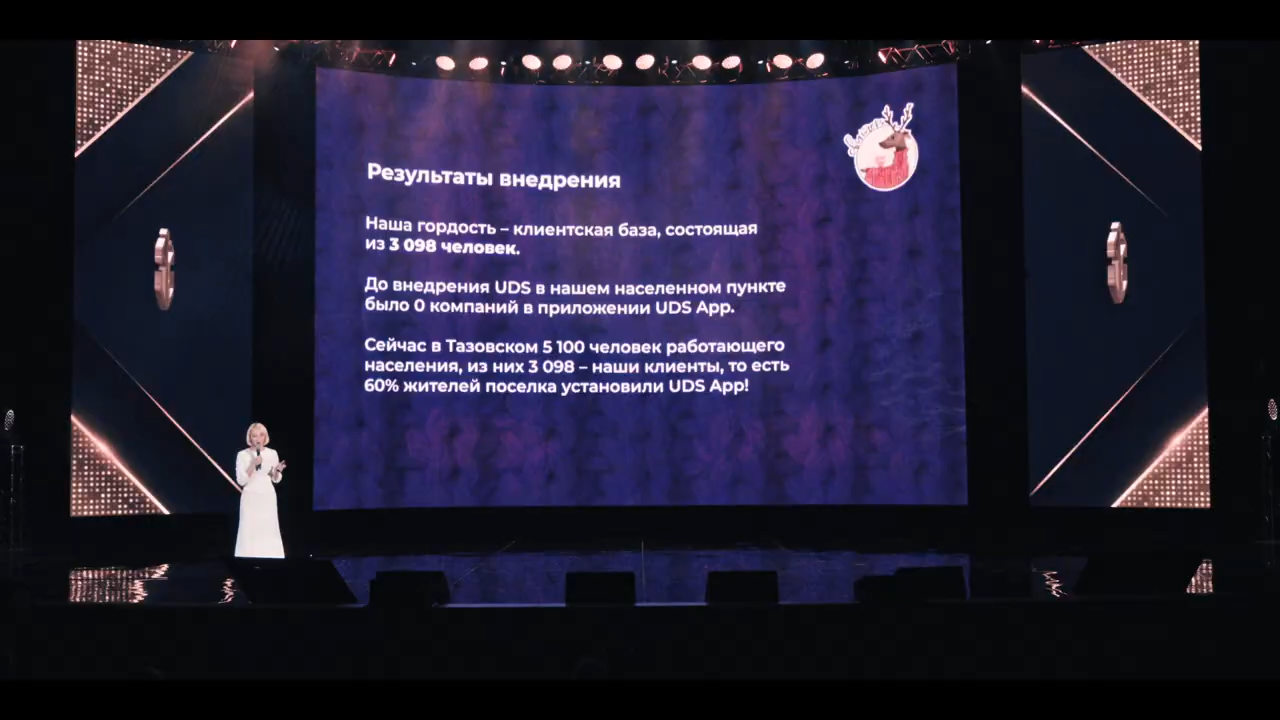 Результаты внедрения
Наша гордость – клиентская база, состоящая
из 3 098 человек.
До внедрения UDS в нашем населенном пункте
было 0 компаний в приложении UDS App.
Сейчас в Тазовском 5 100 человек работающего
населения, из них 3 098 – наши клиенты, то есть
60% жителей поселка установили UDS App!